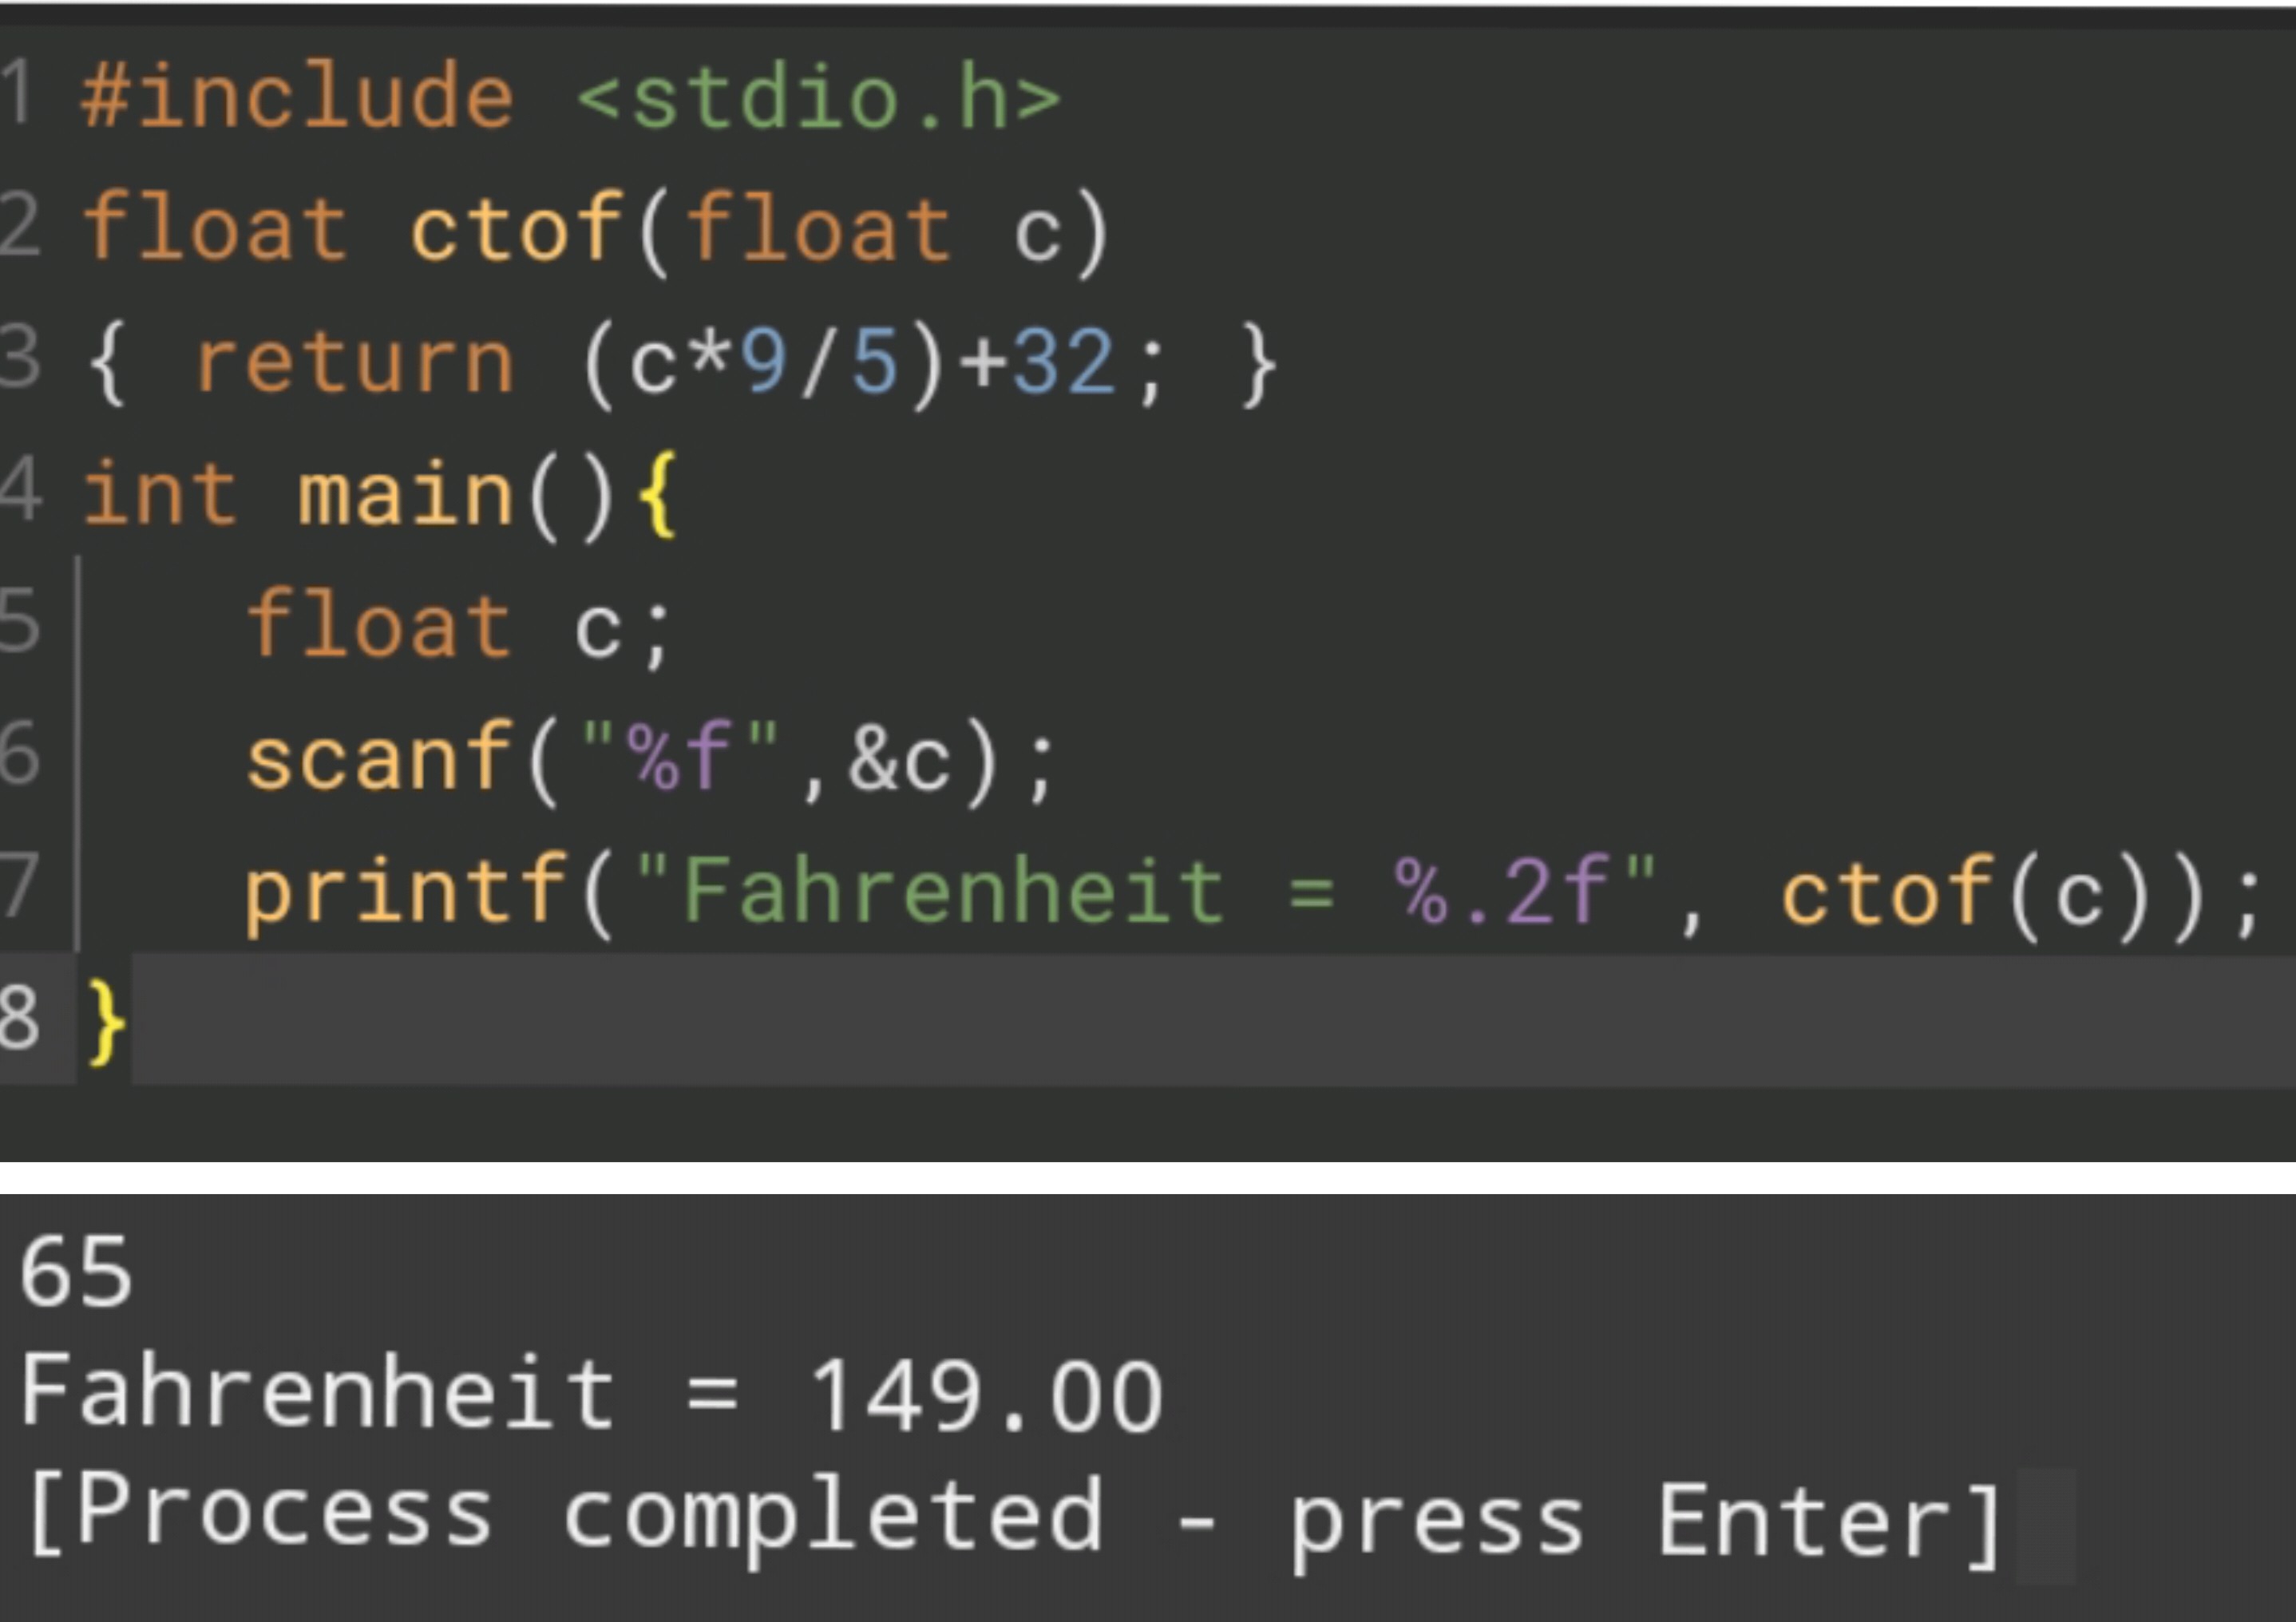 1 #include <stdio.h>
2 float ctof(float c)
3 { return (c*9/5)+32; }
4 int main(){
5    float c;
6    scanf("%f",&c);
7    printf("Fahrenheit = %.2f", ctof(c));
8 }
65
Fahrenheit = 149.00
[Process completed - press Enter]